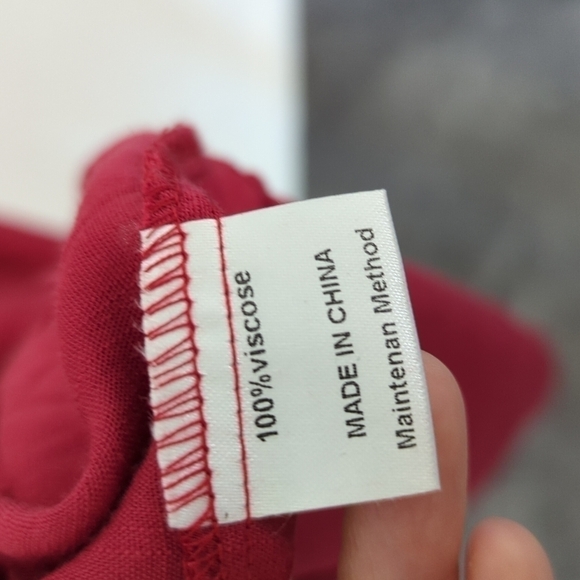 100%viscose
MADE IN CHINA
Maintenan Method